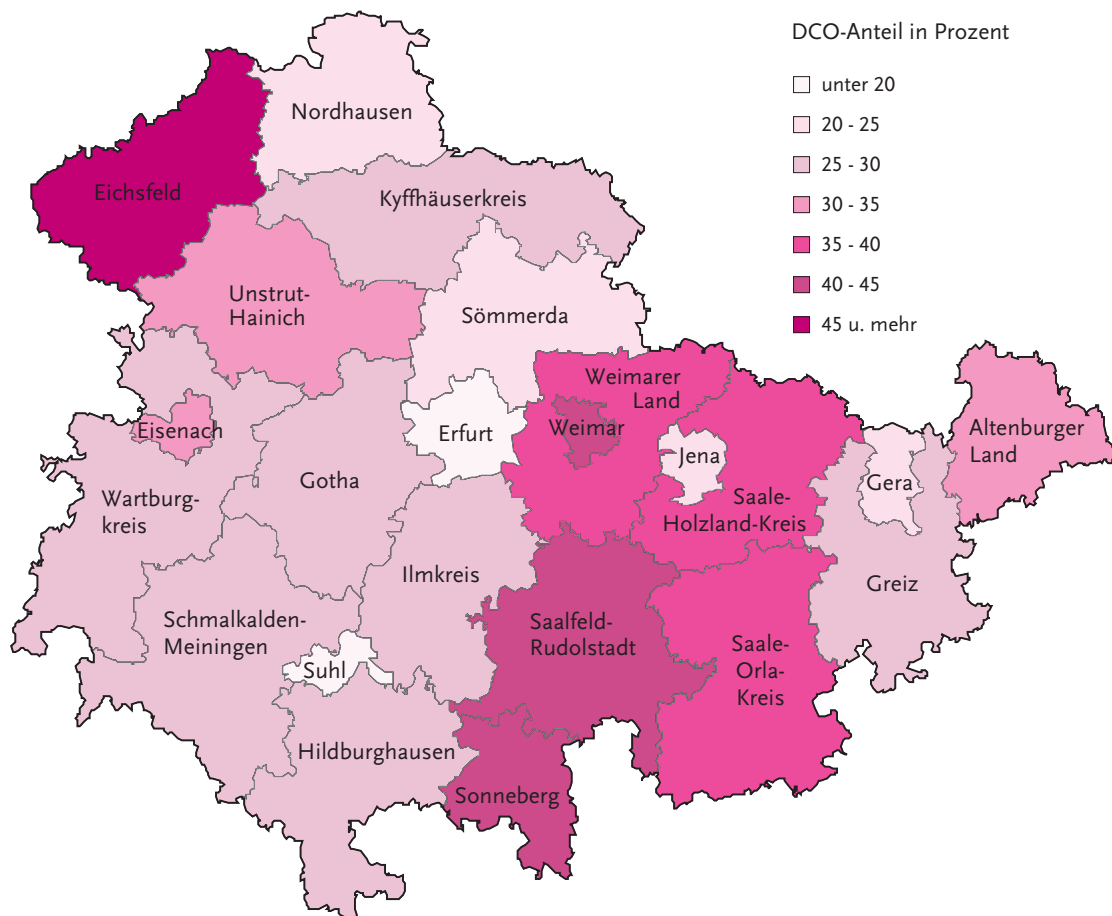 DCO-Anteil in Prozent
unter 20
20 - 25
25 - 30
30 - 35
35 - 40
40 - 45
45 u. mehr
Nordhausen
Eichsfeld
Kyffhäuserkreis
Unstrut-
Hainich
Sömmerda
Weimarer
Land
Eisenach
Erfurt
Weimar
Jena
Altenburger
Land
Gotha
Gera
Wartburg-
kreis
Saale-
Holzland-Kreis
Ilmkreis
Greiz
Schmalkalden-
Meiningen
Saalfeld-
Rudolstadt
Saale-
Orla-
Kreis
Suhl
Hildburghausen
Sonneberg